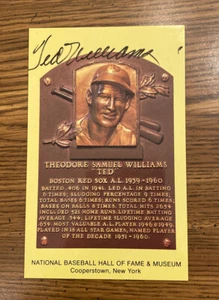 Ted Williams
THEODORE SAMUEL WILLIAMS
TED
BOSTON RED SOX A.L. 1939-1960
BATTED .406 IN 1941. LED A.L. IN BATTING
6 TIMES; SLUGGING PERCENTAGE 9 TIMES;
TOTAL BASES 6 TIMES; RUNS SCORED 6 TIMES;
BASES ON BALLS 8 TIMES. TOTAL HITS 2654
INCLUDED 521 HOME RUNS. LIFETIME BATTING
AVERAGE .344; LIFETIME SLUGGING AVERAGE
.634. MOST VALUABLE A.L. PLAYER 1946 & 1949.
PLAYED IN 18 ALL STAR GAMES, NAMED PLAYER
OF THE DECADE 1951-1960.
NATIONAL BASEBALL HALL OF FAME & MUSEUM
Cooperstown, New York